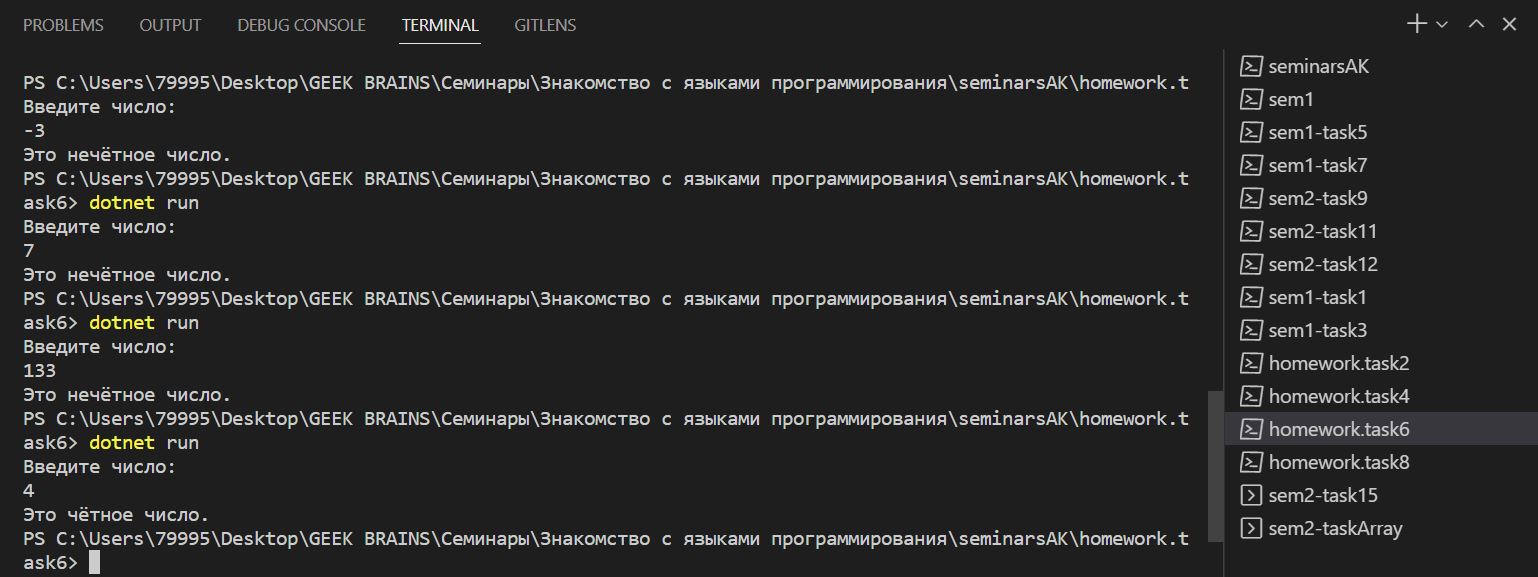 PROBLEMS OUTPUT DEBUG CONSOLE TERMINAL GITLENS
PS C:\Users\79995\Desktop\GEEK BRAINS\Семинары\Знакомство с языками программирования\seminarsAK\homework.t
Введите число:
-3
Это нечётное число.
PS C:\Users\79995\Desktop\GEEK BRAINS\Семинары\Знакомство с языками программирования\seminarsAK\homework.t
ask6> dotnet run
Введите число:
7
Это нечётное число.
PS C:\Users\79995\Desktop\GEEK BRAINS\Семинары\Знакомство с языками программирования\seminarsAK\homework.t
ask6> dotnet run
Введите число:
133
Это нечётное число.
PS C:\Users\79995\Desktop\GEEK BRAINS\Семинары\Знакомство с языками программирования\seminarsAK\homework.t
ask6> dotnet run
Введите число:
4
Это чётное число.
PS C:\Users\79995\Desktop\GEEK BRAINS\Семинары\Знакомство с языками программирования\seminarsAK\homework.t
ask6>
seminarsAK
sem1
sem1-task5
sem1-task7
sem2-task9
sem2-task11
sem2-task12
sem1-task1
sem1-task3
homework.task2
homework.task4
homework.task6
homework.task8
sem2-task15
sem2-taskArray